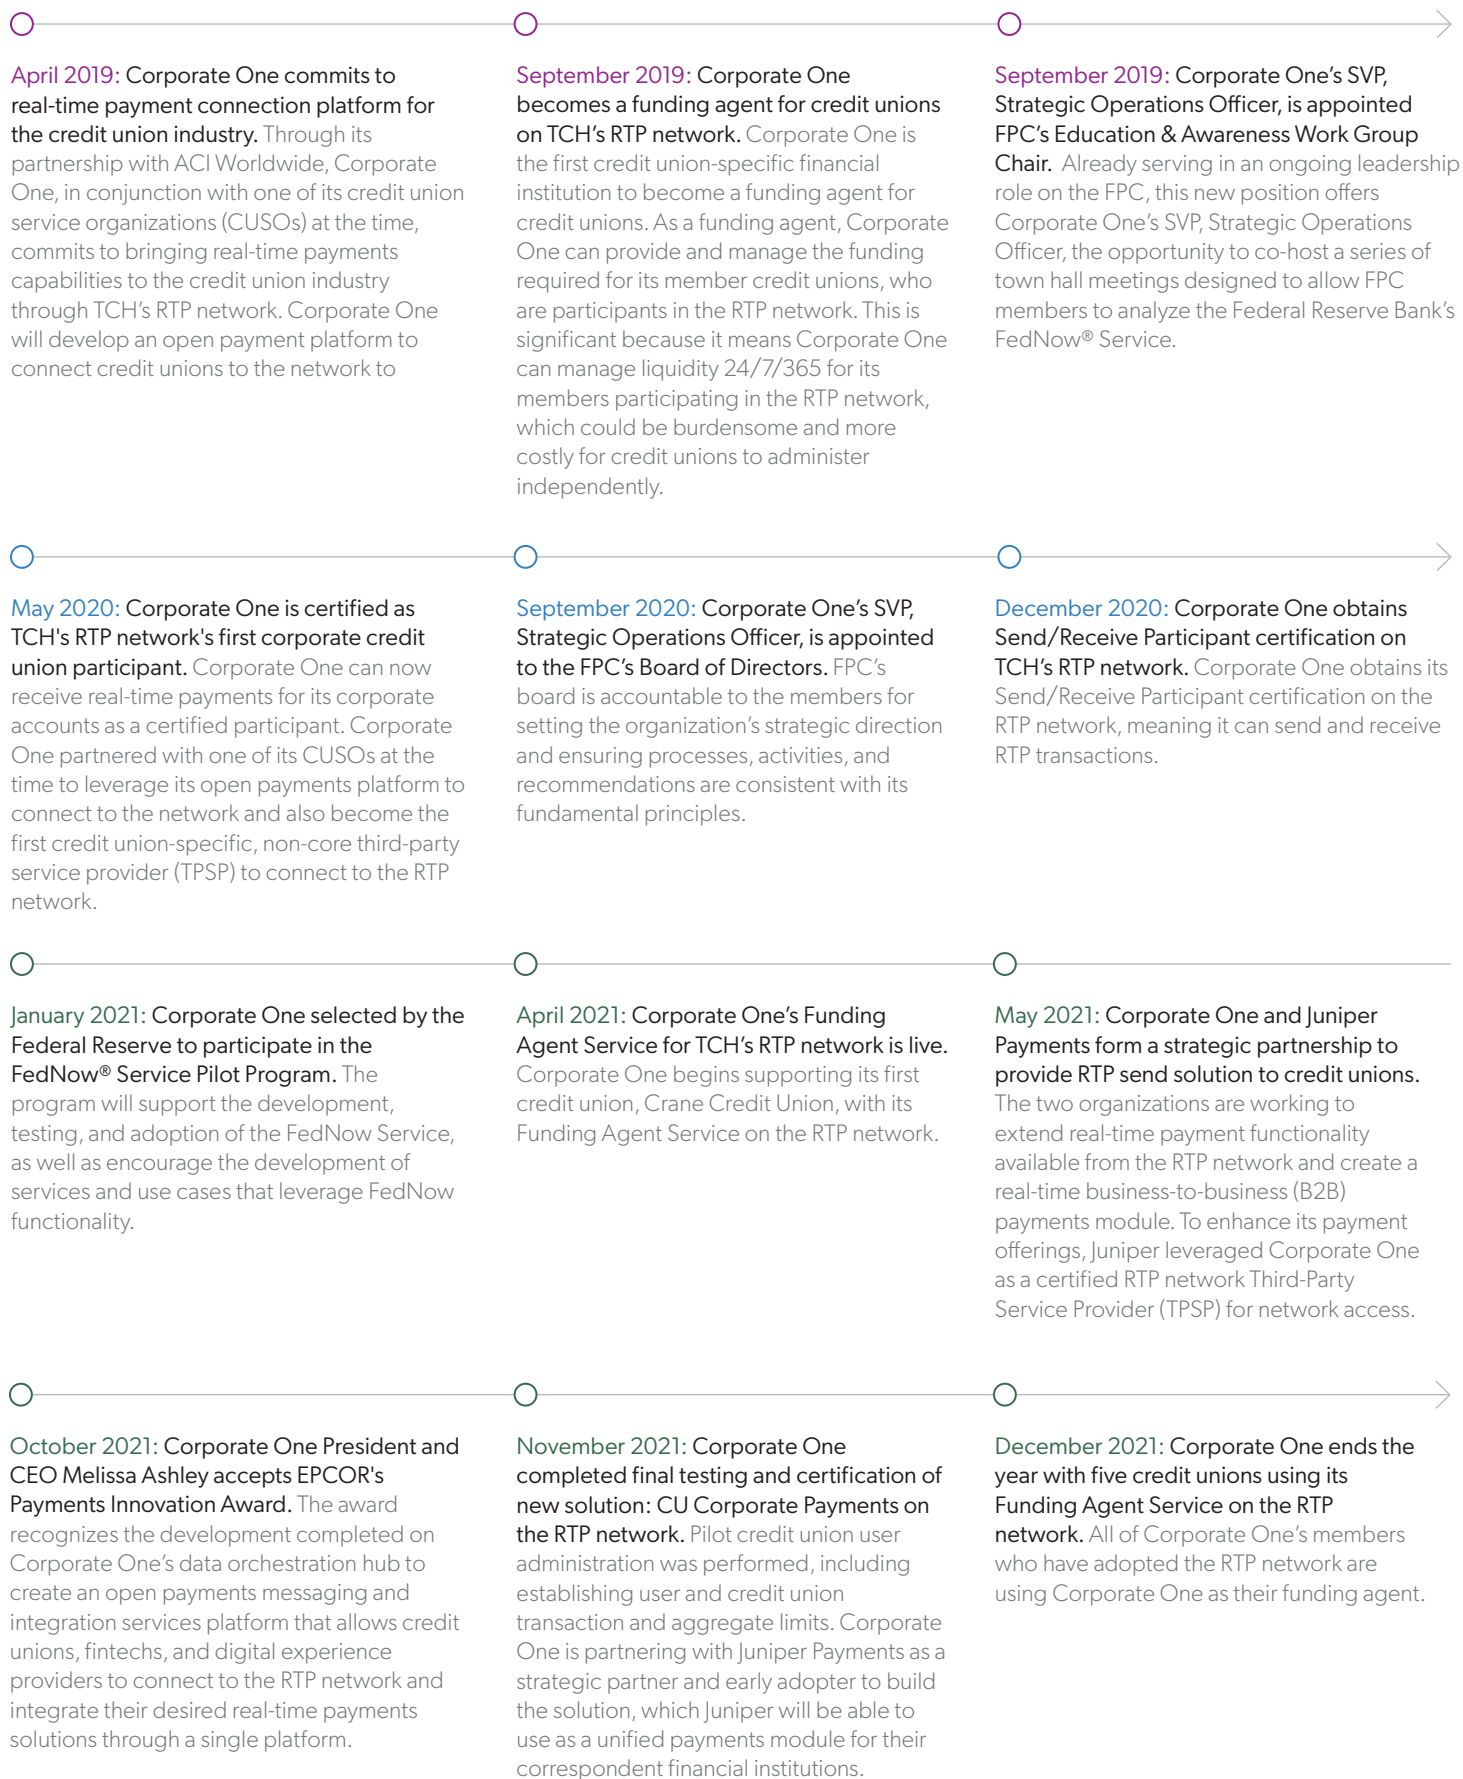 April 2019: Corporate One commits to
real-time payment connection platform for
the credit union industry. Through its
partnership with ACI Worldwide, Corporate
One, in conjunction with one of its credit union
service organizations (CUSOs) at the time,
commits to bringing real-time payments
capabilities to the credit union industry
through TCH's RTP network. Corporate One
will develop an open payment platform to
connect credit unions to the network to
September 2019: Corporate One
becomes a funding agent for credit unions
on TCH's RTP network. Corporate One is
the first credit union-specific financial
institution to become a funding agent for
credit unions. As a funding agent, Corporate
One can provide and manage the funding
required for its member credit unions, who
are participants in the RTP network. This is
significant because it means Corporate One
can manage liquidity 24/7/365 for its
members participating in the RTP network,
which could be burdensome and more
costly for credit unions to administer
independently.
September 2019: Corporate One's SVP,
Strategic Operations Officer, is appointed
FPC's Education & Awareness Work Group
Chair. Already serving in an ongoing leadership
role on the FPC, this new position offers
Corporate One's SVP, Strategic Operations
Officer, the opportunity to co-host a series of
town hall meetings designed to allow FPC
members to analyze the Federal Reserve Bank's
FedNow® Service.
May 2020: Corporate One is certified as
TCH's RTP network's first corporate credit
union participant. Corporate One can now
receive real-time payments for its corporate
accounts as a certified participant. Corporate
One partnered with one of its CUSOs at the
time to leverage its open payments platform to
connect to the network and also become the
first credit union-specific, non-core third-party
service provider (TPSP) to connect to the RTP
network.
September 2020: Corporate One's SVP,
Strategic Operations Officer, is appointed
to the FPC's Board of Directors. FPC's
board is accountable to the members for
setting the organization's strategic direction
and ensuring processes, activities, and
recommendations are consistent with its
fundamental principles.
December 2020: Corporate One obtains
Send/Receive Participant certification on
TCH's RTP network. Corporate One obtains its
Send/Receive Participant certification on the
RTP network, meaning it can send and receive
RTP transactions.
January 2021: Corporate One selected by the
Federal Reserve to participate in the
FedNow® Service Pilot Program. The
program will support the development,
testing, and adoption of the FedNow Service,
as well as encourage the development of
services and use cases that leverage FedNow
functionality.
April 2021: Corporate One's Funding
Agent Service for TCH's RTP network is live.
Corporate One begins supporting its first
credit union, Crane Credit Union, with its
Funding Agent Service on the RTP network.
May 2021: Corporate One and Juniper
Payments form a strategic partnership to
provide RTP send solution to credit unions.
The two organizations are working to
extend real-time payment functionality
available from the RTP network and create a
real-time business-to-business (B2B)
payments module. To enhance its payment
offerings, Juniper leveraged Corporate One
as a certified RTP network Third-Party
Service Provider (TPSP) for network access.
October 2021: Corporate One President and
CEO Melissa Ashley accepts EPCOR's
Payments Innovation Award. The award
recognizes the development completed on
Corporate One's data orchestration hub to
create an open payments messaging and
integration services platform that allows credit
unions, fintechs, and digital experience
providers to connect to the RTP network and
integrate their desired real-time payments
solutions through a single platform.
November 2021: Corporate One
completed final testing and certification of
new solution: CU Corporate Payments on
the RTP network. Pilot credit union user
administration was performed, including
establishing user and credit union
transaction and aggregate limits. Corporate
One is partnering with Juniper Payments as a
strategic partner and early adopter to build
the solution, which Juniper will be able to
use as a unified payments module for their
correspondent financial institutions.
December 2021: Corporate One ends the
year with five credit unions using its
Funding Agent Service on the RTP
network. All of Corporate One's members
who have adopted the RTP network are
using Corporate One as their funding agent.